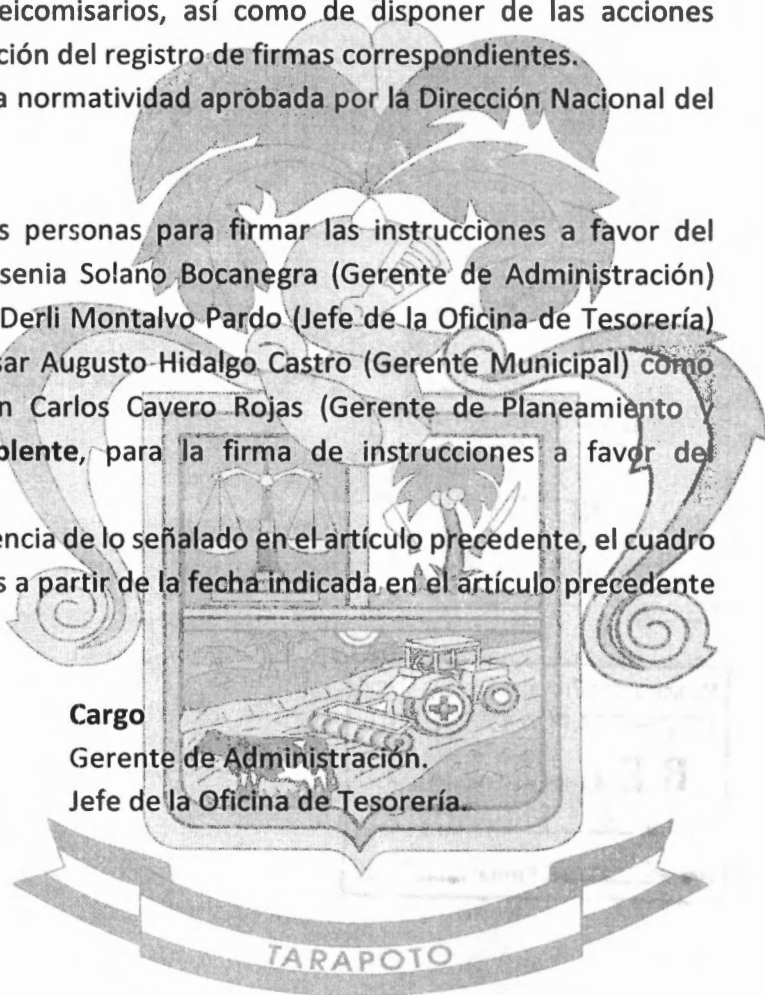 eicomisarios, así como de disponer de las acciones
ción del registro de firmas correspondientes.
a normatividad aprobada por la Dirección Nacional del
s personas para firmar las instrucciones a favor del
senia Solano Bocanegra (Gerente de Administración)
Derli Montalvo Pardo (Jefe de la Oficina de Tesorería)
sar Augusto Hidalgo Castro (Gerente Municipal) como
n Carlos Cavero Rojas (Gerente de Planeamiento y
plente, para la firma de instrucciones a favor del
encia de lo señalado en el artículo precedente, el cuadro
s a partir de la fecha indicada en el artículo precedente
Cargo
Gerente de Administración.
Jefe de la Oficina de Tesorería.
TARAPOTO